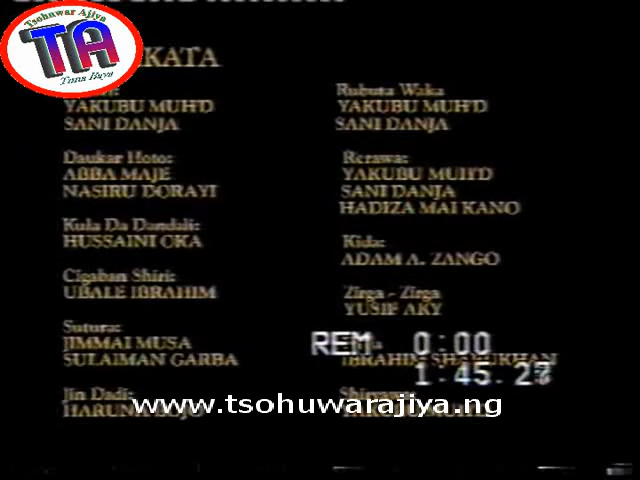 Tsohuwar Ajiya
TA
Tana Huya
KATA
YAKUBU MUH'D
SANI DANJA
Daukar Hoto:
ABBA MAJE
NASIRU DORAYI
Kula Da Dandali:
HUSSAINI OKA
Cigaban Shiri:
UBALE IBRAHIM
Sutura:
JIMMAI MUSA
SULAIMAN GARBA
Jin Dadi:
HARUNA
Rubuta Waka
YAKUBU MUH'D
SANI DANJA
Rerawa:
YAKUBU MUH'D
SANI DANJA
HADIZA MAI KANO
Kida:
ADAM A. ZANGO
Zirga - Zirga
YUSIF AKY
IBRAHIM SHARUKHAN
REM 0:00
1:45.27
www.tsohuwarajiya.ng